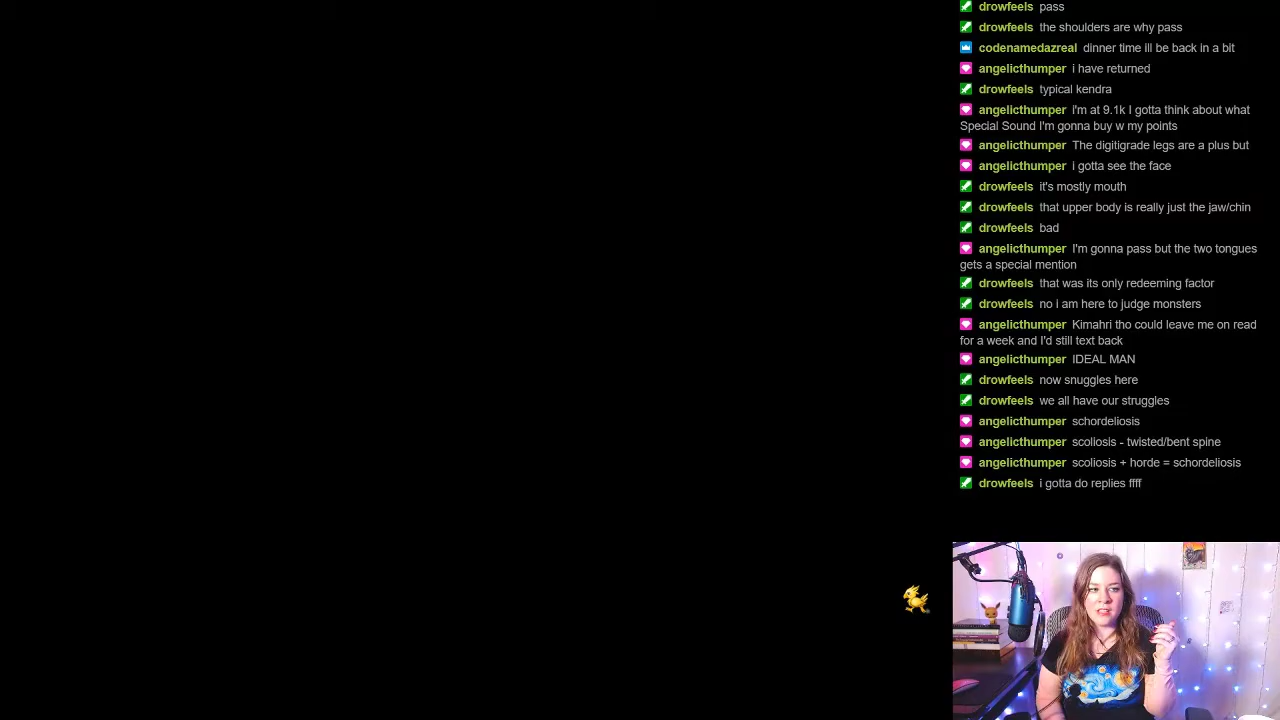 drowfeels pass
drowfeels the shoulders are why pass
codenamedazreal dinner time ill be back in a bit
angelicthumper i have returned
drowfeels typical kendra
angelicthumper i'm at 9.1k I gotta think about what
Special Sound I'm gonna buy w my points
angelicthumper The digitigrade legs are a plus but
angelicthumper i gotta see the face
drowfeels it's mostly mouth
drowfeels that upper body is really just the jaw/chin
drowfeels bad
angelicthumper I'm gonna pass but the two tongues
gets a special mention
drowfeels that was its only redeeming factor
drowfeels no i am here to judge monsters
angelicthumper Kimahri tho could leave me on read
for a week and I'd still text back
angelicthumper IDEAL MAN
drowfeels now snuggles here
drowfeels we all have our struggles
angelicthumper schordeliosis
angelicthumper scoliosis - twisted/bent spine
angelicthumper scoliosis + horde = schordeliosis
drowfeels i gotta do replies ffff